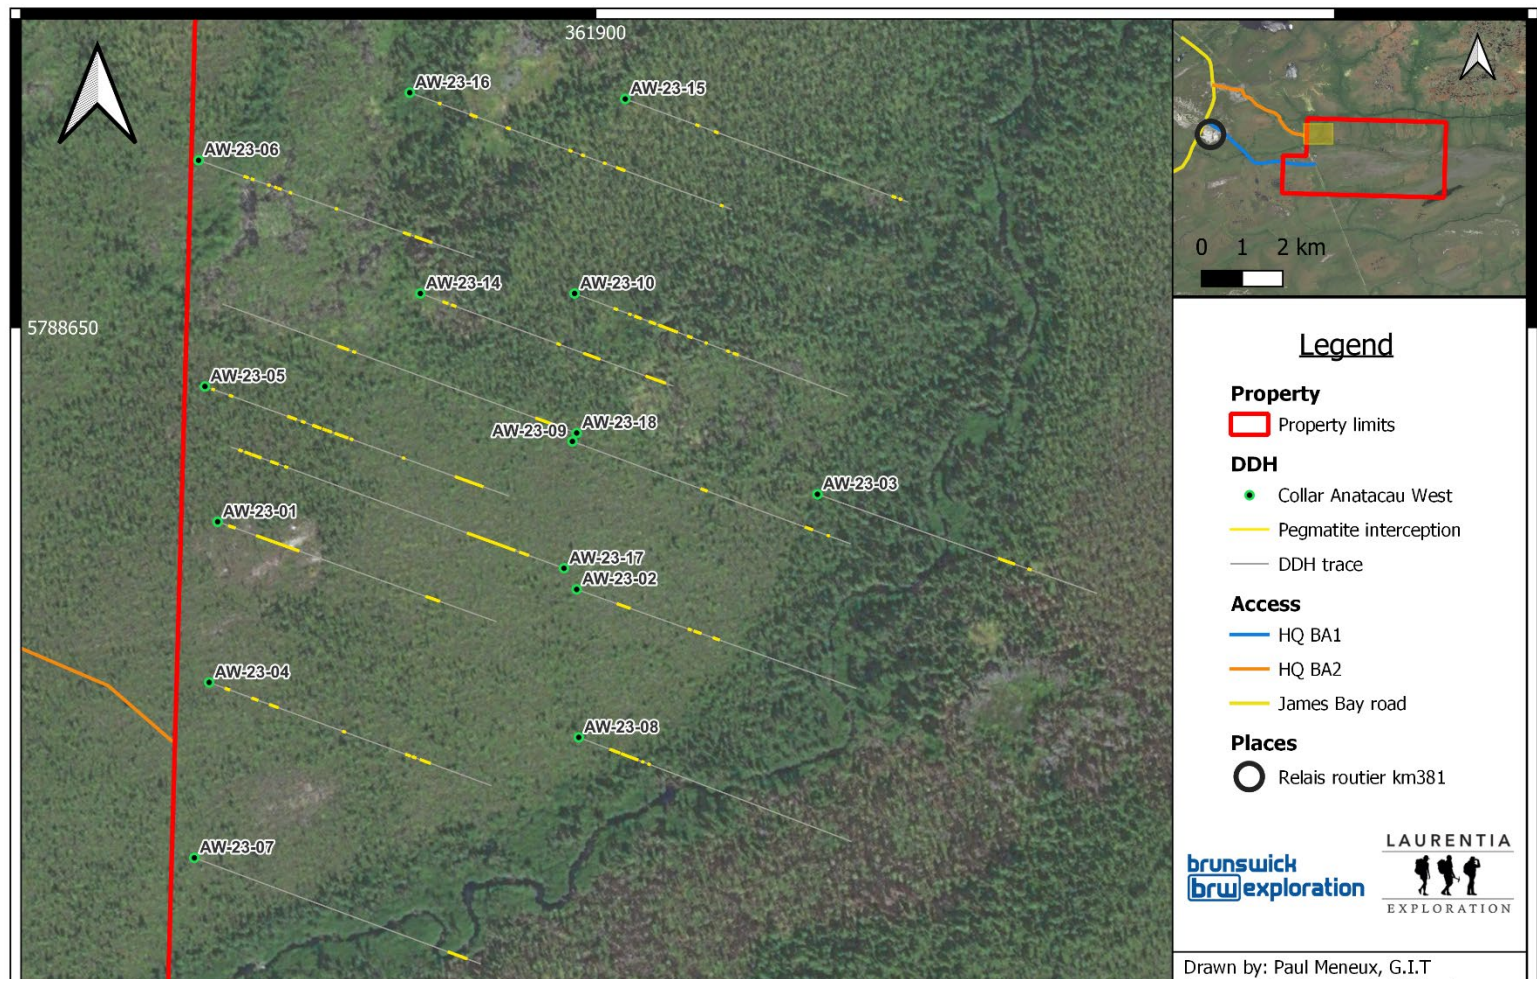 361900
AW-23-16
AW-23-15
AW-23-06
AW-23-14
AW-23-10
5788650
AW-23-05
AW-23-18
AW-23-09
AW-23-03
AW-23-01
AW-23-17
AW-23-02
AW-23-04
AW-23-08
AW-23-07
0 1 2 km
Legend
Property
Property limits
DDH
Collar Anatacau West
Pegmatite interception
DDH trace
Access
HQ BA1
HQ BA2
James Bay road
Places
Relais routier km381
brunswick
brw exploration
LAURENTIA
EXPLORATION
Drawn by: Paul Meneux, G.I.T